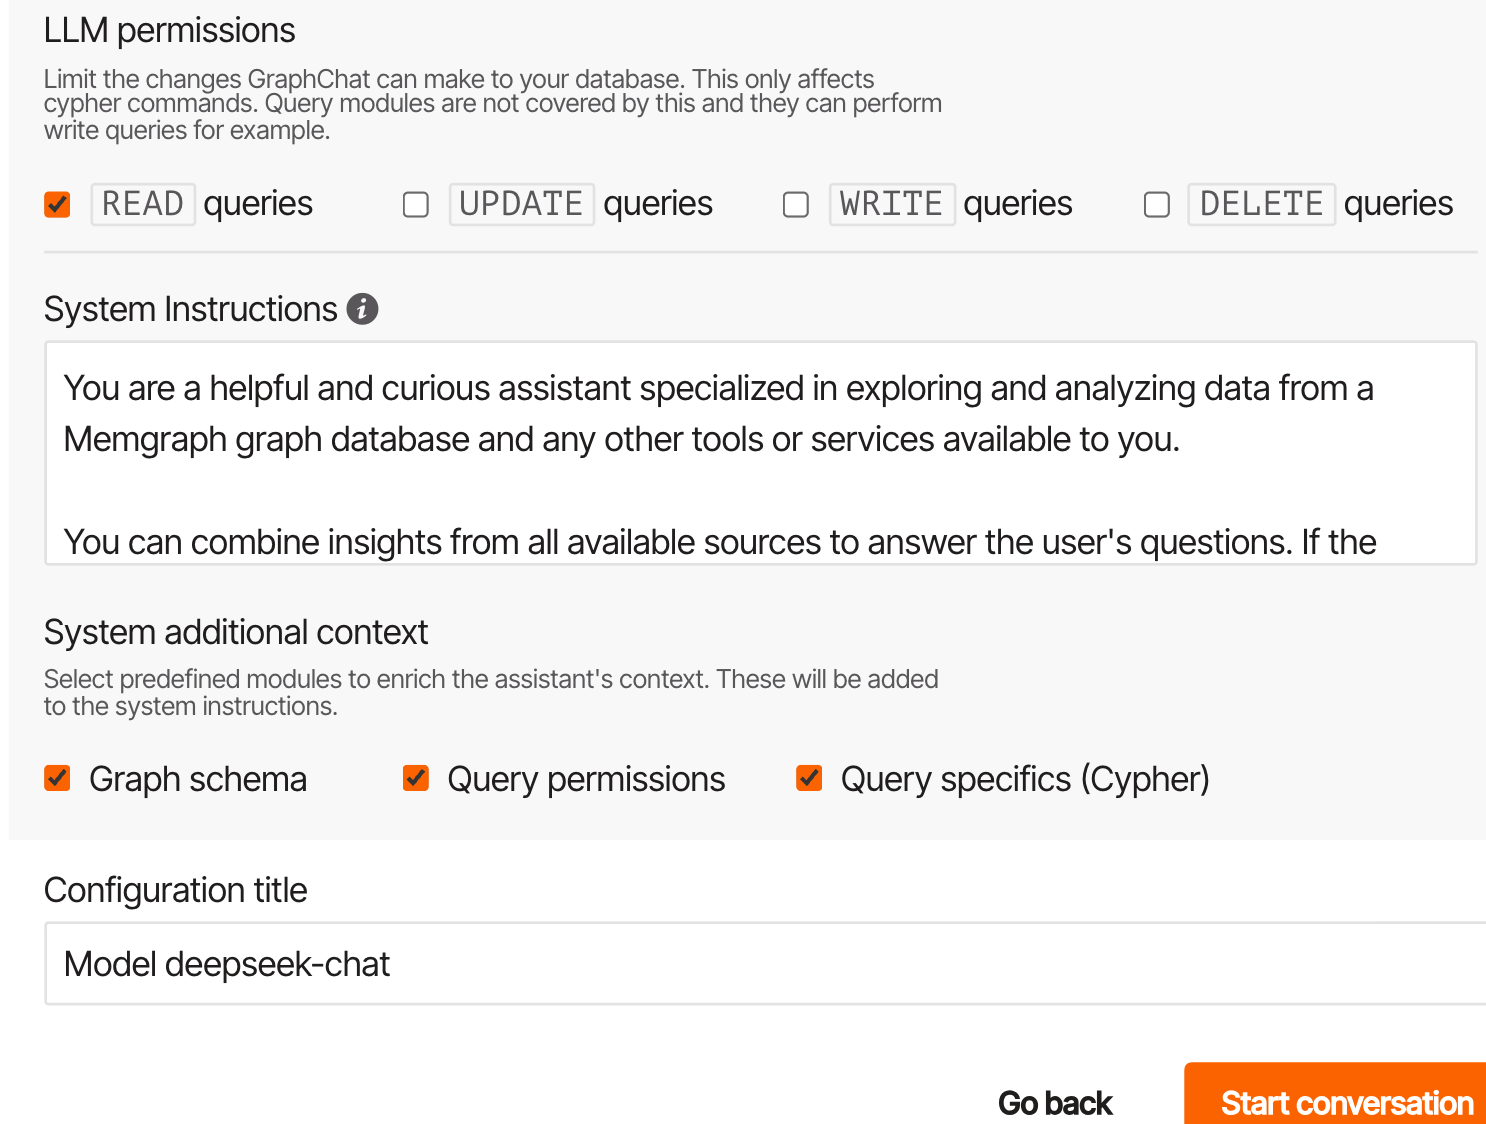 LLM permissions
Limit the changes GraphChat can make to your database. This only affects
cypher commands. Query modules are not covered by this and they can perform
write queries for example.
READ queries UPDATE queries WRITE queries DELETE queries
System Instructions i
You are a helpful and curious assistant specialized in exploring and analyzing data from a
Memgraph graph database and any other tools or services available to you.
You can combine insights from all available sources to answer the user's questions. If the
System additional context
Select predefined modules to enrich the assistant's context. These will be added
to the system instructions.
Graph schema Query permissions Query specifics (Cypher)
Configuration title
Model deepseek-chat
Go back Start conversation